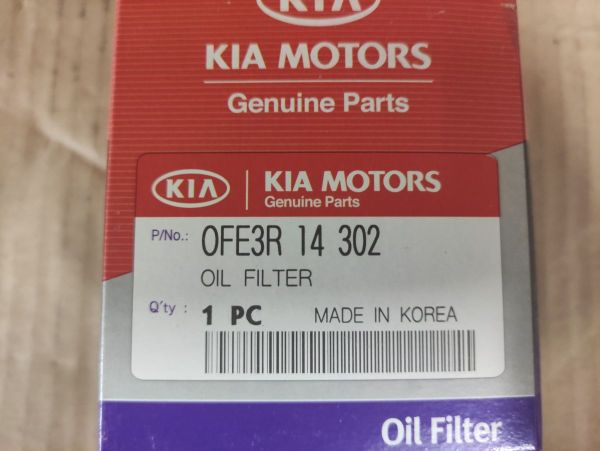 KIA
KIA MOTORS
Genuine Parts
KIA KIA MOTORS
Genuine Parts
P/No.: 0FE3R 14 302
OIL FILTER
Q'ty : 1 PC MADE IN KOREA
Oil Filter